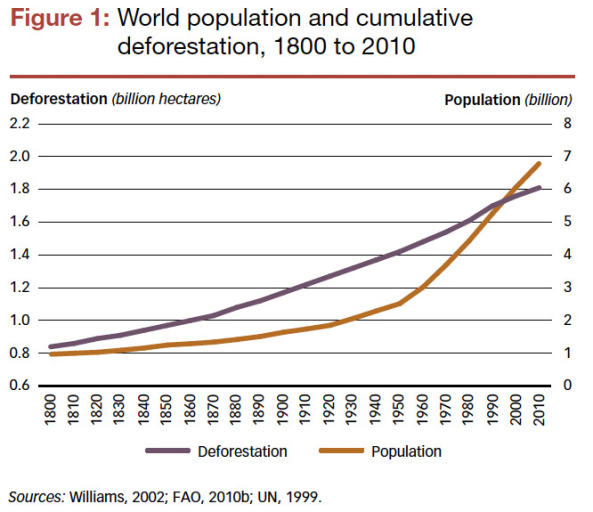 Figure 1: World population and cumulative
deforestation, 1800 to 2010
Deforestation (billion hectares) Population (billion)
2.2 8
2.0 7
1.8 6
1.6 5
1.4 4
1.2 3
1.0 2
0.8 1
0.6 0
1800 1810 1820 1830 1840 1850 1860 1870 1880 1890 1900 1910 1920 1930 1940 1950 1960 1970 1980 1990 2000 2010
Deforestation Population
Sources: Williams, 2002; FAO, 2010b; UN, 1999.